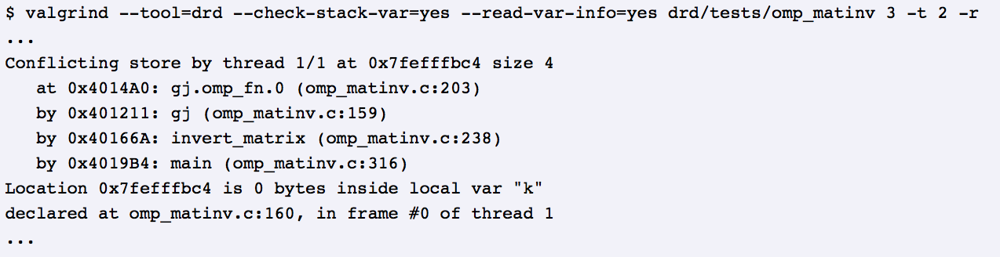 $ valgrind --tool=drd --check-stack-var=yes --read-var-info=yes drd/tests/omp_matinv 3 -t 2 -r
...
Conflicting store by thread 1/1 at 0x7fefffbc4 size 4
   at 0x4014A0: gj.omp_fn.0 (omp_matinv.c:203)
   by 0x401211: gj (omp_matinv.c:159)
   by 0x40166A: invert_matrix (omp_matinv.c:238)
   by 0x4019B4: main (omp_matinv.c:316)
Location 0x7fefffbc4 is 0 bytes inside local var "k"
declared at omp_matinv.c:160, in frame #0 of thread 1
...